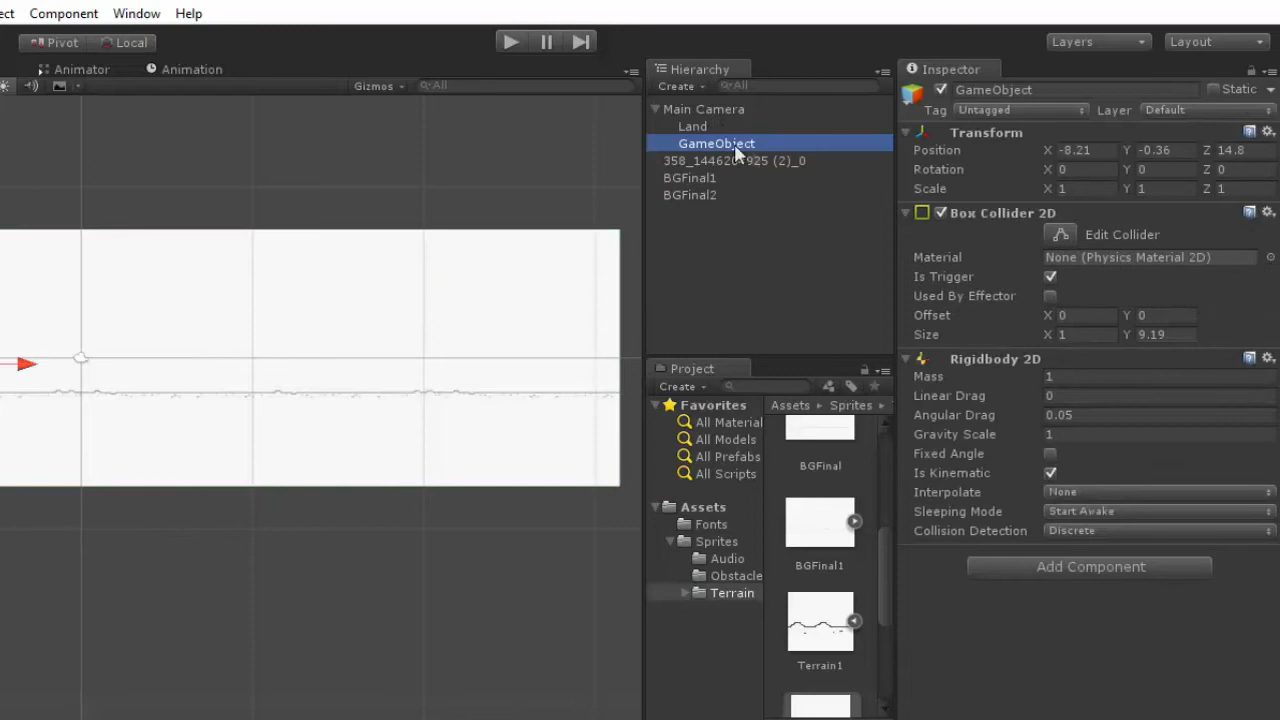 ect Component Window Help
Pivot Local Layers Layout
Animator Animation Hierarchy Inspector
Gizmos All Create All GameObject Static
Main Camera Tag Untagged Layer Default
Land Transform
GameObject Position X -8.21 Y -0.36 Z 14.8
358_144620 925 (2)_0 Rotation X 0 Y 0 Z 0
BGFinal1 Scale X 1 Y 1 Z 1
BGFinal2
Box Collider 2D
Edit Collider
Material None (Physics Material 2D)
Is Trigger
Used By Effector
Offset X 0 Y 0
Size X 1 Y 9.19
Project Rigidbody 2D
Create Mass 1
Favorites Assets Sprites Linear Drag 0
All Material Angular Drag 0.05
All Models Gravity Scale 1
All Prefabs Fixed Angle
All Scripts BGFinal Is Kinematic
Interpolate None
Assets Sleeping Mode Start Awake
Fonts Collision Detection Discrete
Sprites
Audio BGFinal1 Add Component
Obstacle
Terrain
Terrain1